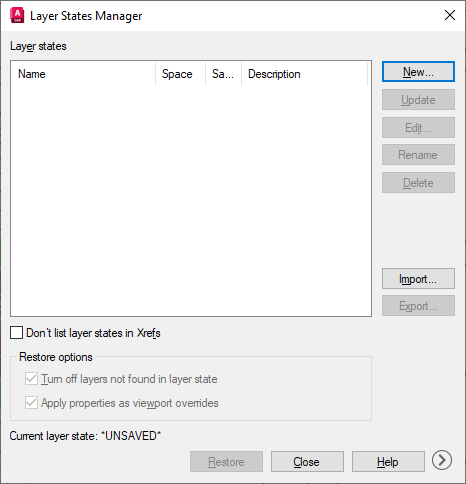 A
CAD
Layer States Manager
Layer states
Name Space Sa... Description
New...
Update
Edit...
Rename
Delete
Import...
Export...
Don't list layer states in Xrefs
Restore options
Turn off layers not found in layer state
Apply properties as viewport overrides
Current layer state: *UNSAVED*
Restore Close Help